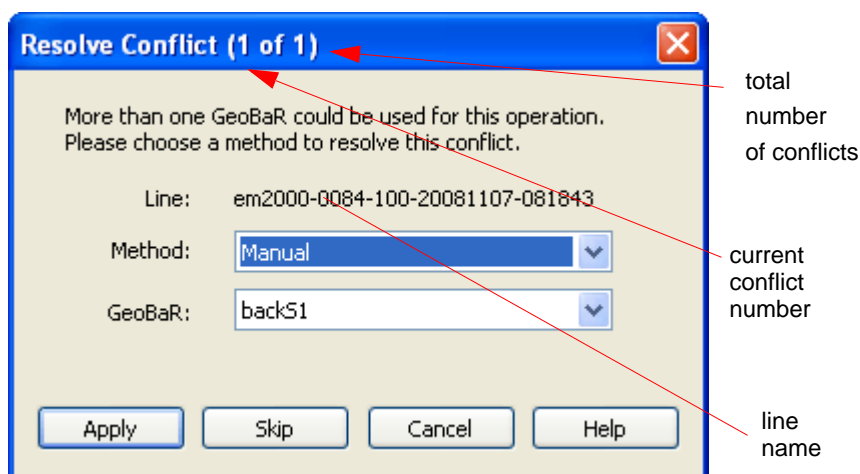 Resolve Conflict (1 of 1)
More than one GeoBaR could be used for this operation.
Please choose a method to resolve this conflict.
Line: em2000-0084-100-20081107-081843
Method: Manual
GeoBaR: backS1
Apply Skip Cancel Help
total
number
of conflicts
current
conflict
number
line
name